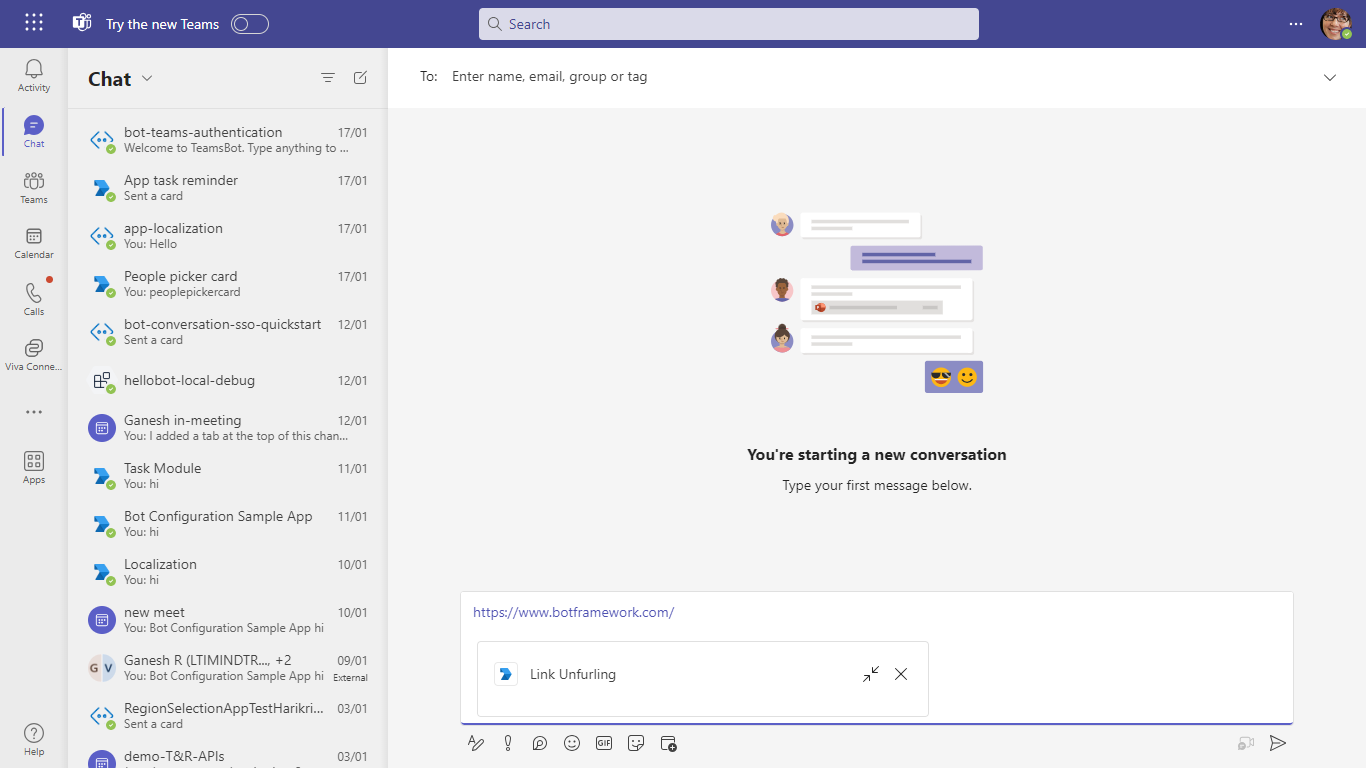 Try the new Teams
Search
Activity
Chat
Teams
Calendar
Calls
Viva Conne...
Apps
Help
Chat
bot-teams-authentication 17/01
Welcome to TeamsBot. Type anything to ...
App task reminder 17/01
Sent a card
app-localization 17/01
You: Hello
People picker card 17/01
You: peoplepickercard
bot-conversation-sso-quickstart 12/01
Sent a card
hellobot-local-debug 12/01
Ganesh in-meeting 12/01
You: I added a tab at the top of this chan...
Task Module 11/01
You: hi
Bot Configuration Sample App 11/01
You: hi
Localization 10/01
You: hi
new meet 10/01
You: Bot Configuration Sample App hi
G V
Ganesh R (LTIMINDTR..., +2 09/01
You: Bot Configuration Sample App hi External
RegionSelectionAppTestHarikri... 03/01
Sent a card
demo-T&R-APIs 03/01
To: Enter name, email, group or tag
You're starting a new conversation
Type your first message below.
https://www.botframework.com/
Link Unfurling
GIF